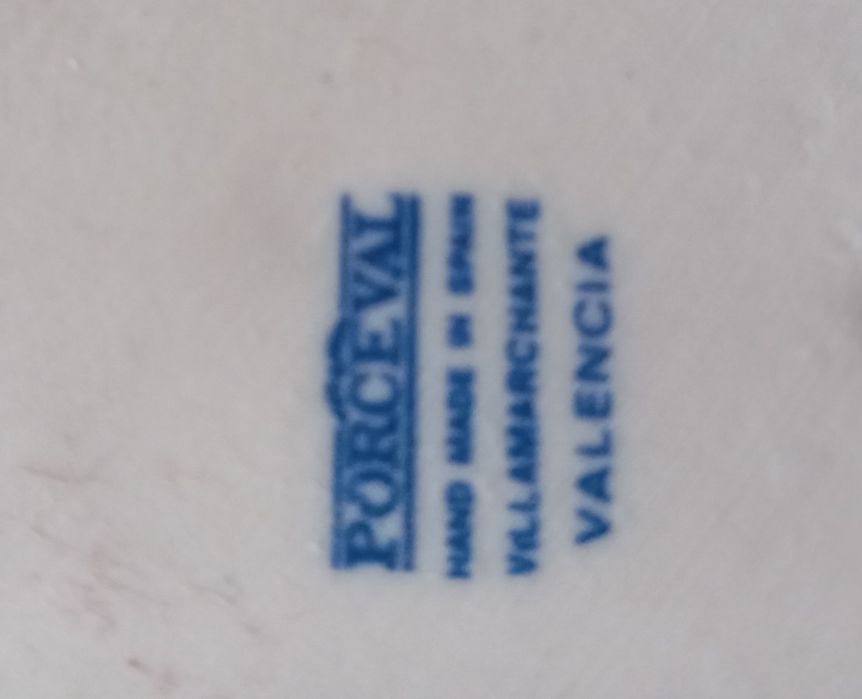 PORCEVAL
HAND MADE IN SPAIN
VILLAMARCHANTE
VALENCIA